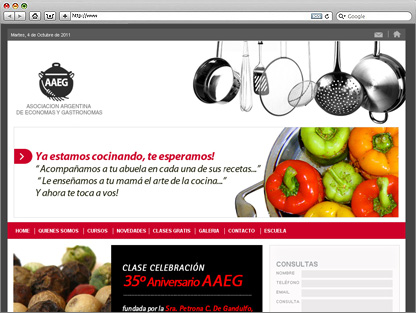 http://www
RSS
Google
Martes, 4 de Octubre de 2011
AAEG
ASOCIACION ARGENTINA
DE ECONOMAS Y GASTRONOMAS
Ya estamos cocinando, te esperamos!
“ Acompañamos a tu abuela en cada una de sus recetas...”
“ Le enseñamos a tu mamá el arte de la cocina...”
Y ahora te toca a vos!
HOME | QUIENES SOMOS | CURSOS | NOVEDADES | CLASES GRATIS | GALERIA | CONTACTO | ESCUELA
CLASE CELEBRACIÓN
35º Aniversario AAEG
fundada por la Sra. Petrona C. De Gandulfo,
CONSULTAS
NOMBRE
TELÉFONO
EMAIL
CONSULTA